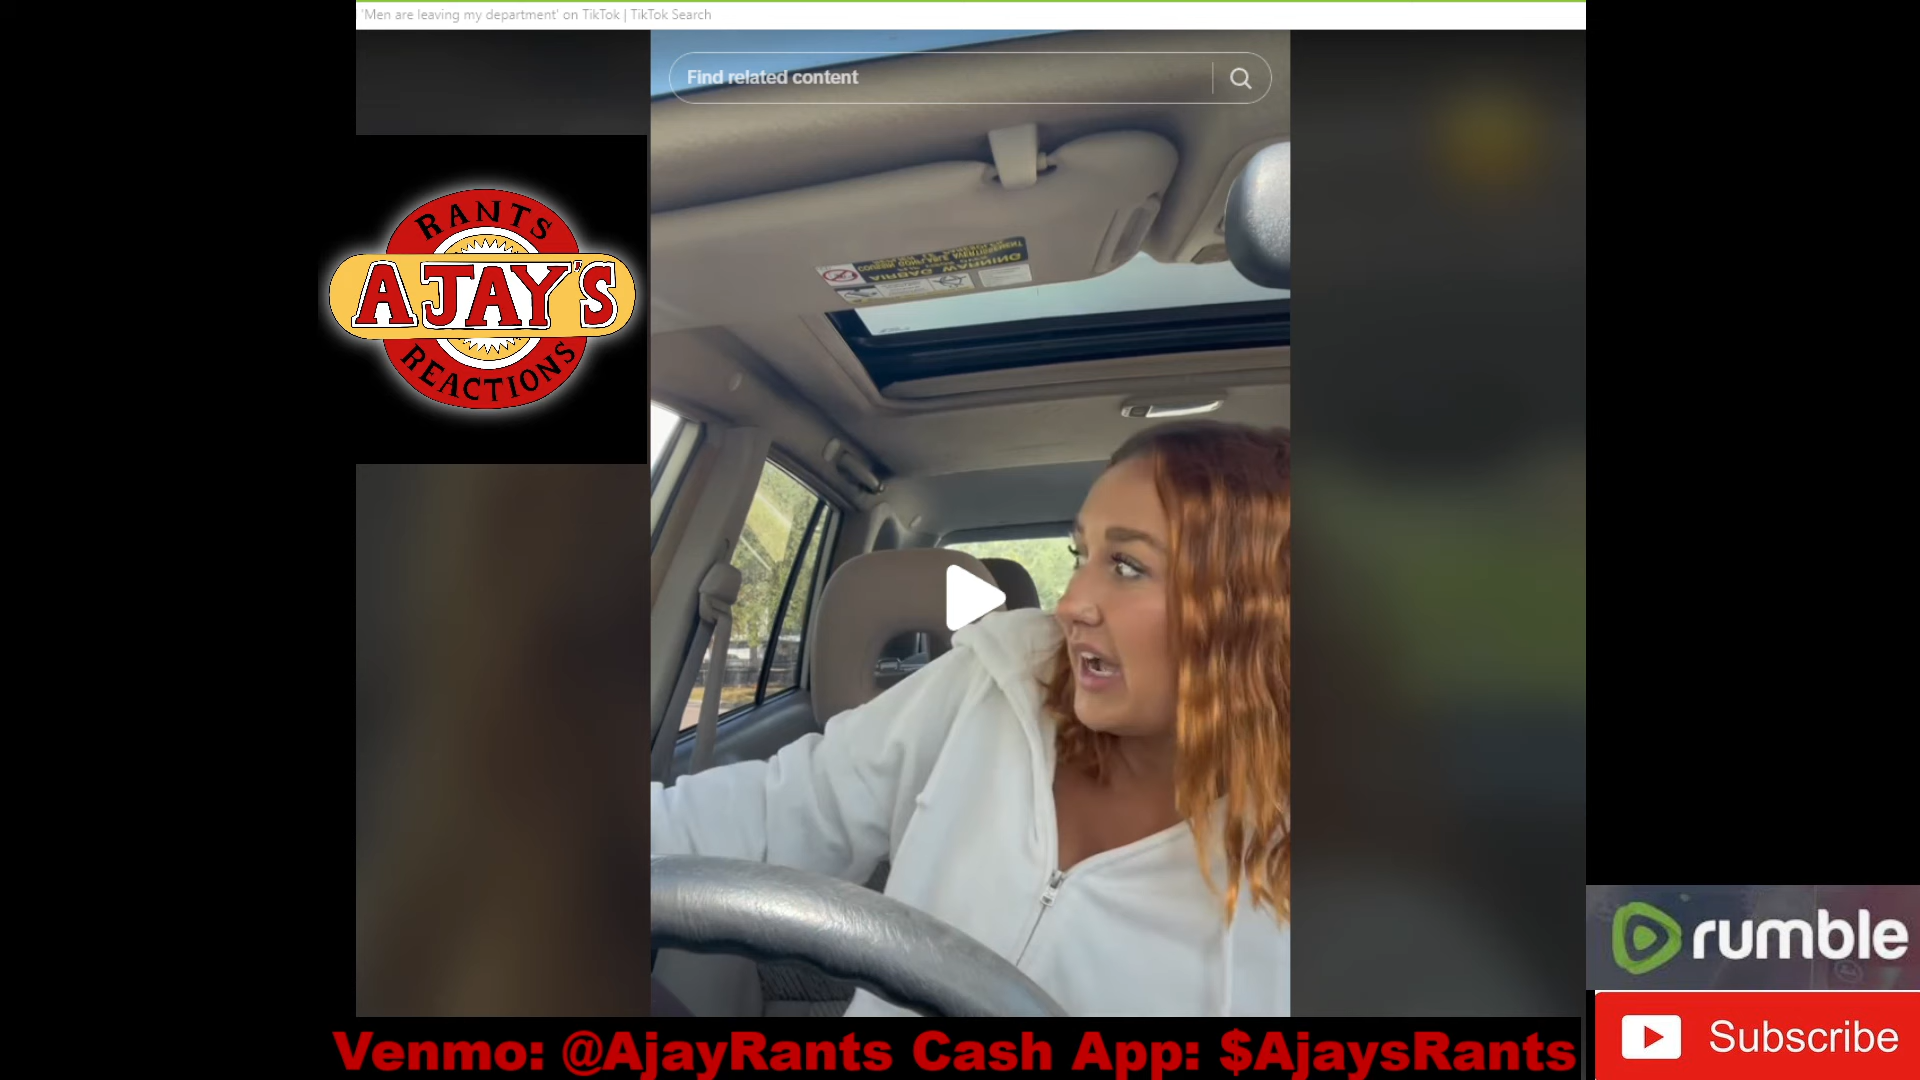 'Men are leaving my department' on TikTok | TikTok Search
Find related content
RANTS
AJAY'S
REACTIONS
AIRBAG WARNING
rumble
Subscribe
Venmo: @AjayRants Cash App: $AjaysRants